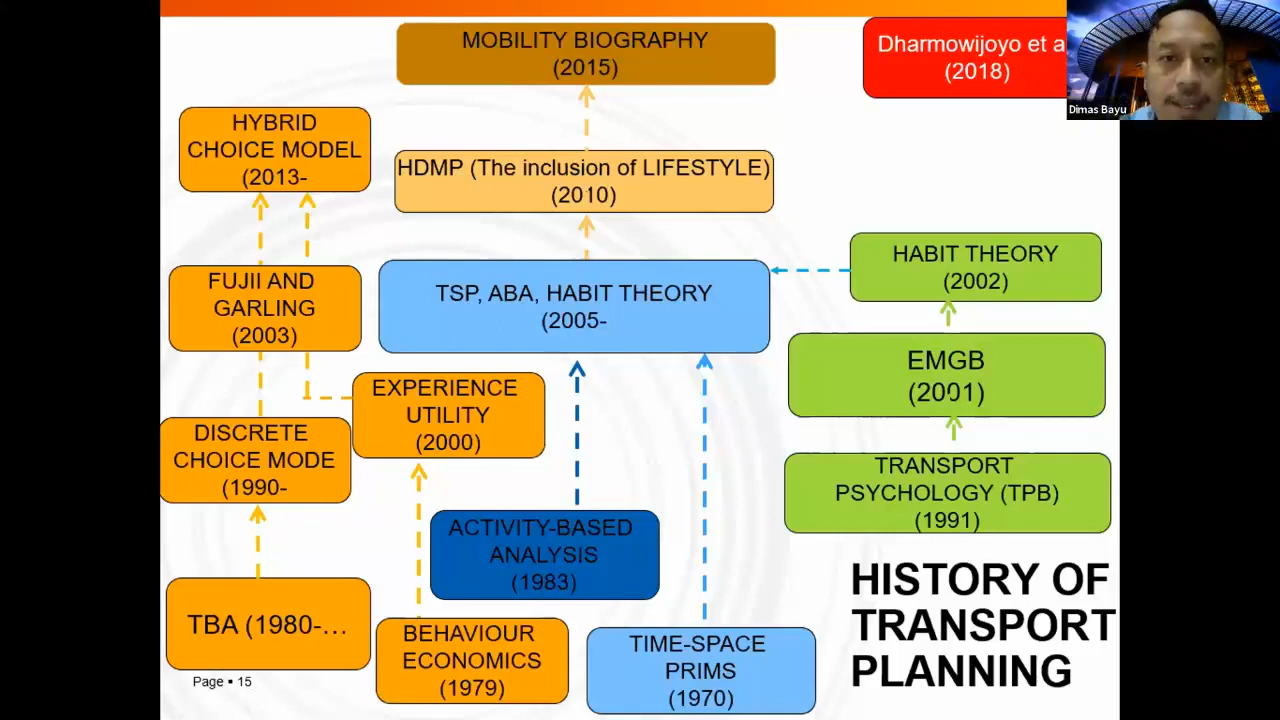 MOBILITY BIOGRAPHY
(2015)
Dharmowijoyo et a
(2018)
Dimas Bayu
HYBRID
CHOICE MODEL
(2013-
HDMP (The inclusion of LIFESTYLE)
(2010)
HABIT THEORY
(2002)
FUJII AND
GARLING
(2003)
TSP, ABA, HABIT THEORY
(2005-
EMGB
(2001)
EXPERIENCE
UTILITY
(2000)
DISCRETE
CHOICE MODE
(1990-
TRANSPORT
PSYCHOLOGY (TPB)
(1991)
ACTIVITY-BASED
ANALYSIS
(1983)
TBA (1980-...
BEHAVIOUR
ECONOMICS
(1979)
TIME-SPACE
PRIMS
(1970)
HISTORY OF
TRANSPORT
PLANNING
Page ▪ 15